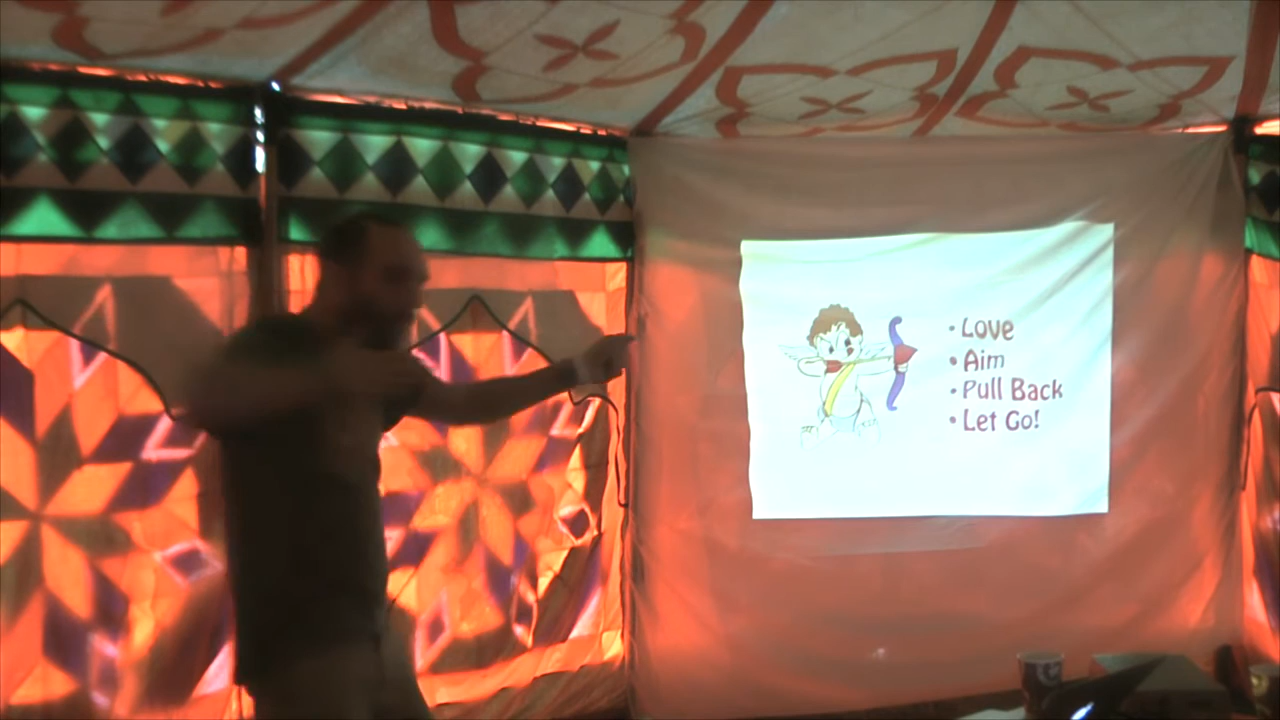 • Love
• Aim
• Pull Back
• Let Go!